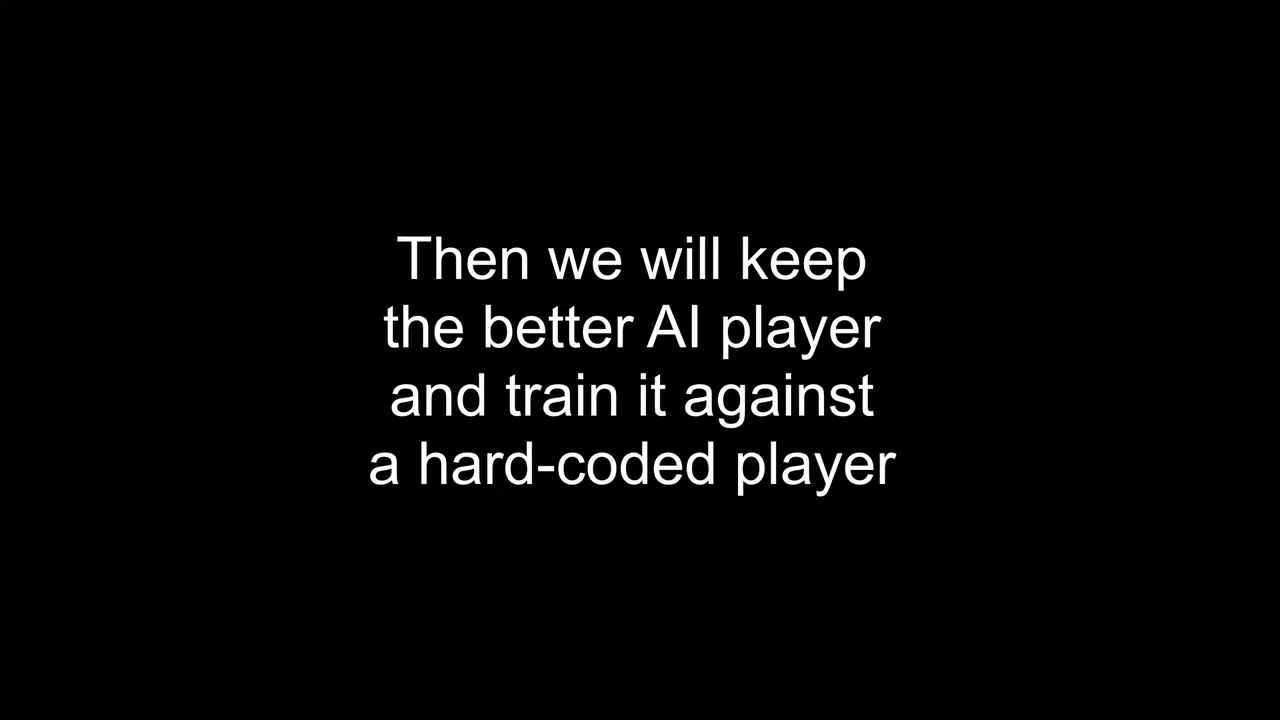 Then we will keep
the better AI player
and train it against
a hard-coded player